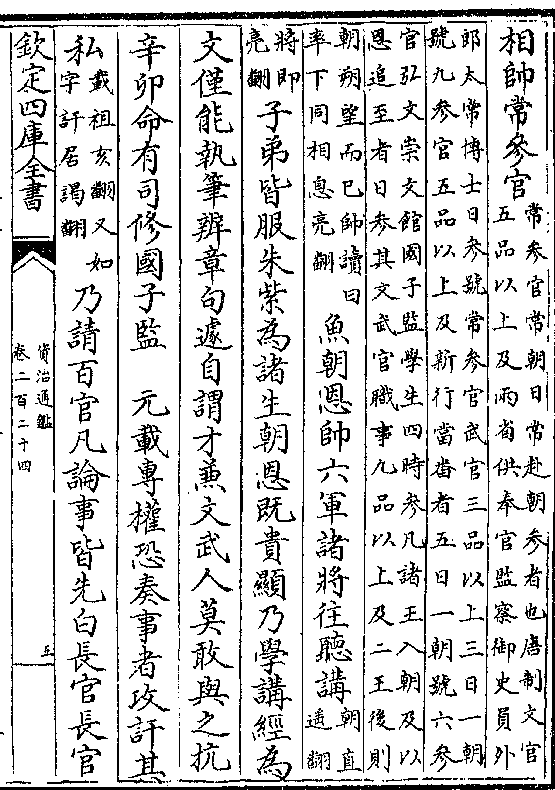 相帥常參官常參官常朝日常赴朝參者也唐制文官
五品以上及兩省供奉官監察御史員外
郎太常博士日參號常參官武官三品以上三日一朝
號九參官五品以上及新行當畨者五日一朝號六參
官弘文崇文館國子監學生四時參凡諸王入朝及以
恩追至者日參其文武官職事九品以上及二王後則
朝朔望而已帥讀曰
率下同相息亮翻
魚朝恩帥六軍諸將往聽講朝直
遥翻
將即
亮翻
子弟皆服朱紫為諸生朝恩既貴顯乃學講經為
文僅能執筆辨章句遽自謂才兼文武人莫敢與之抗
辛卯命有司修國子監 元載專權恐奏事者攻訐其
私載祖亥翻又如
字訐居謁翻
乃請百官凡論事皆先白長官長官
欽定四庫全書
資治通鑑
卷二百二十四
五